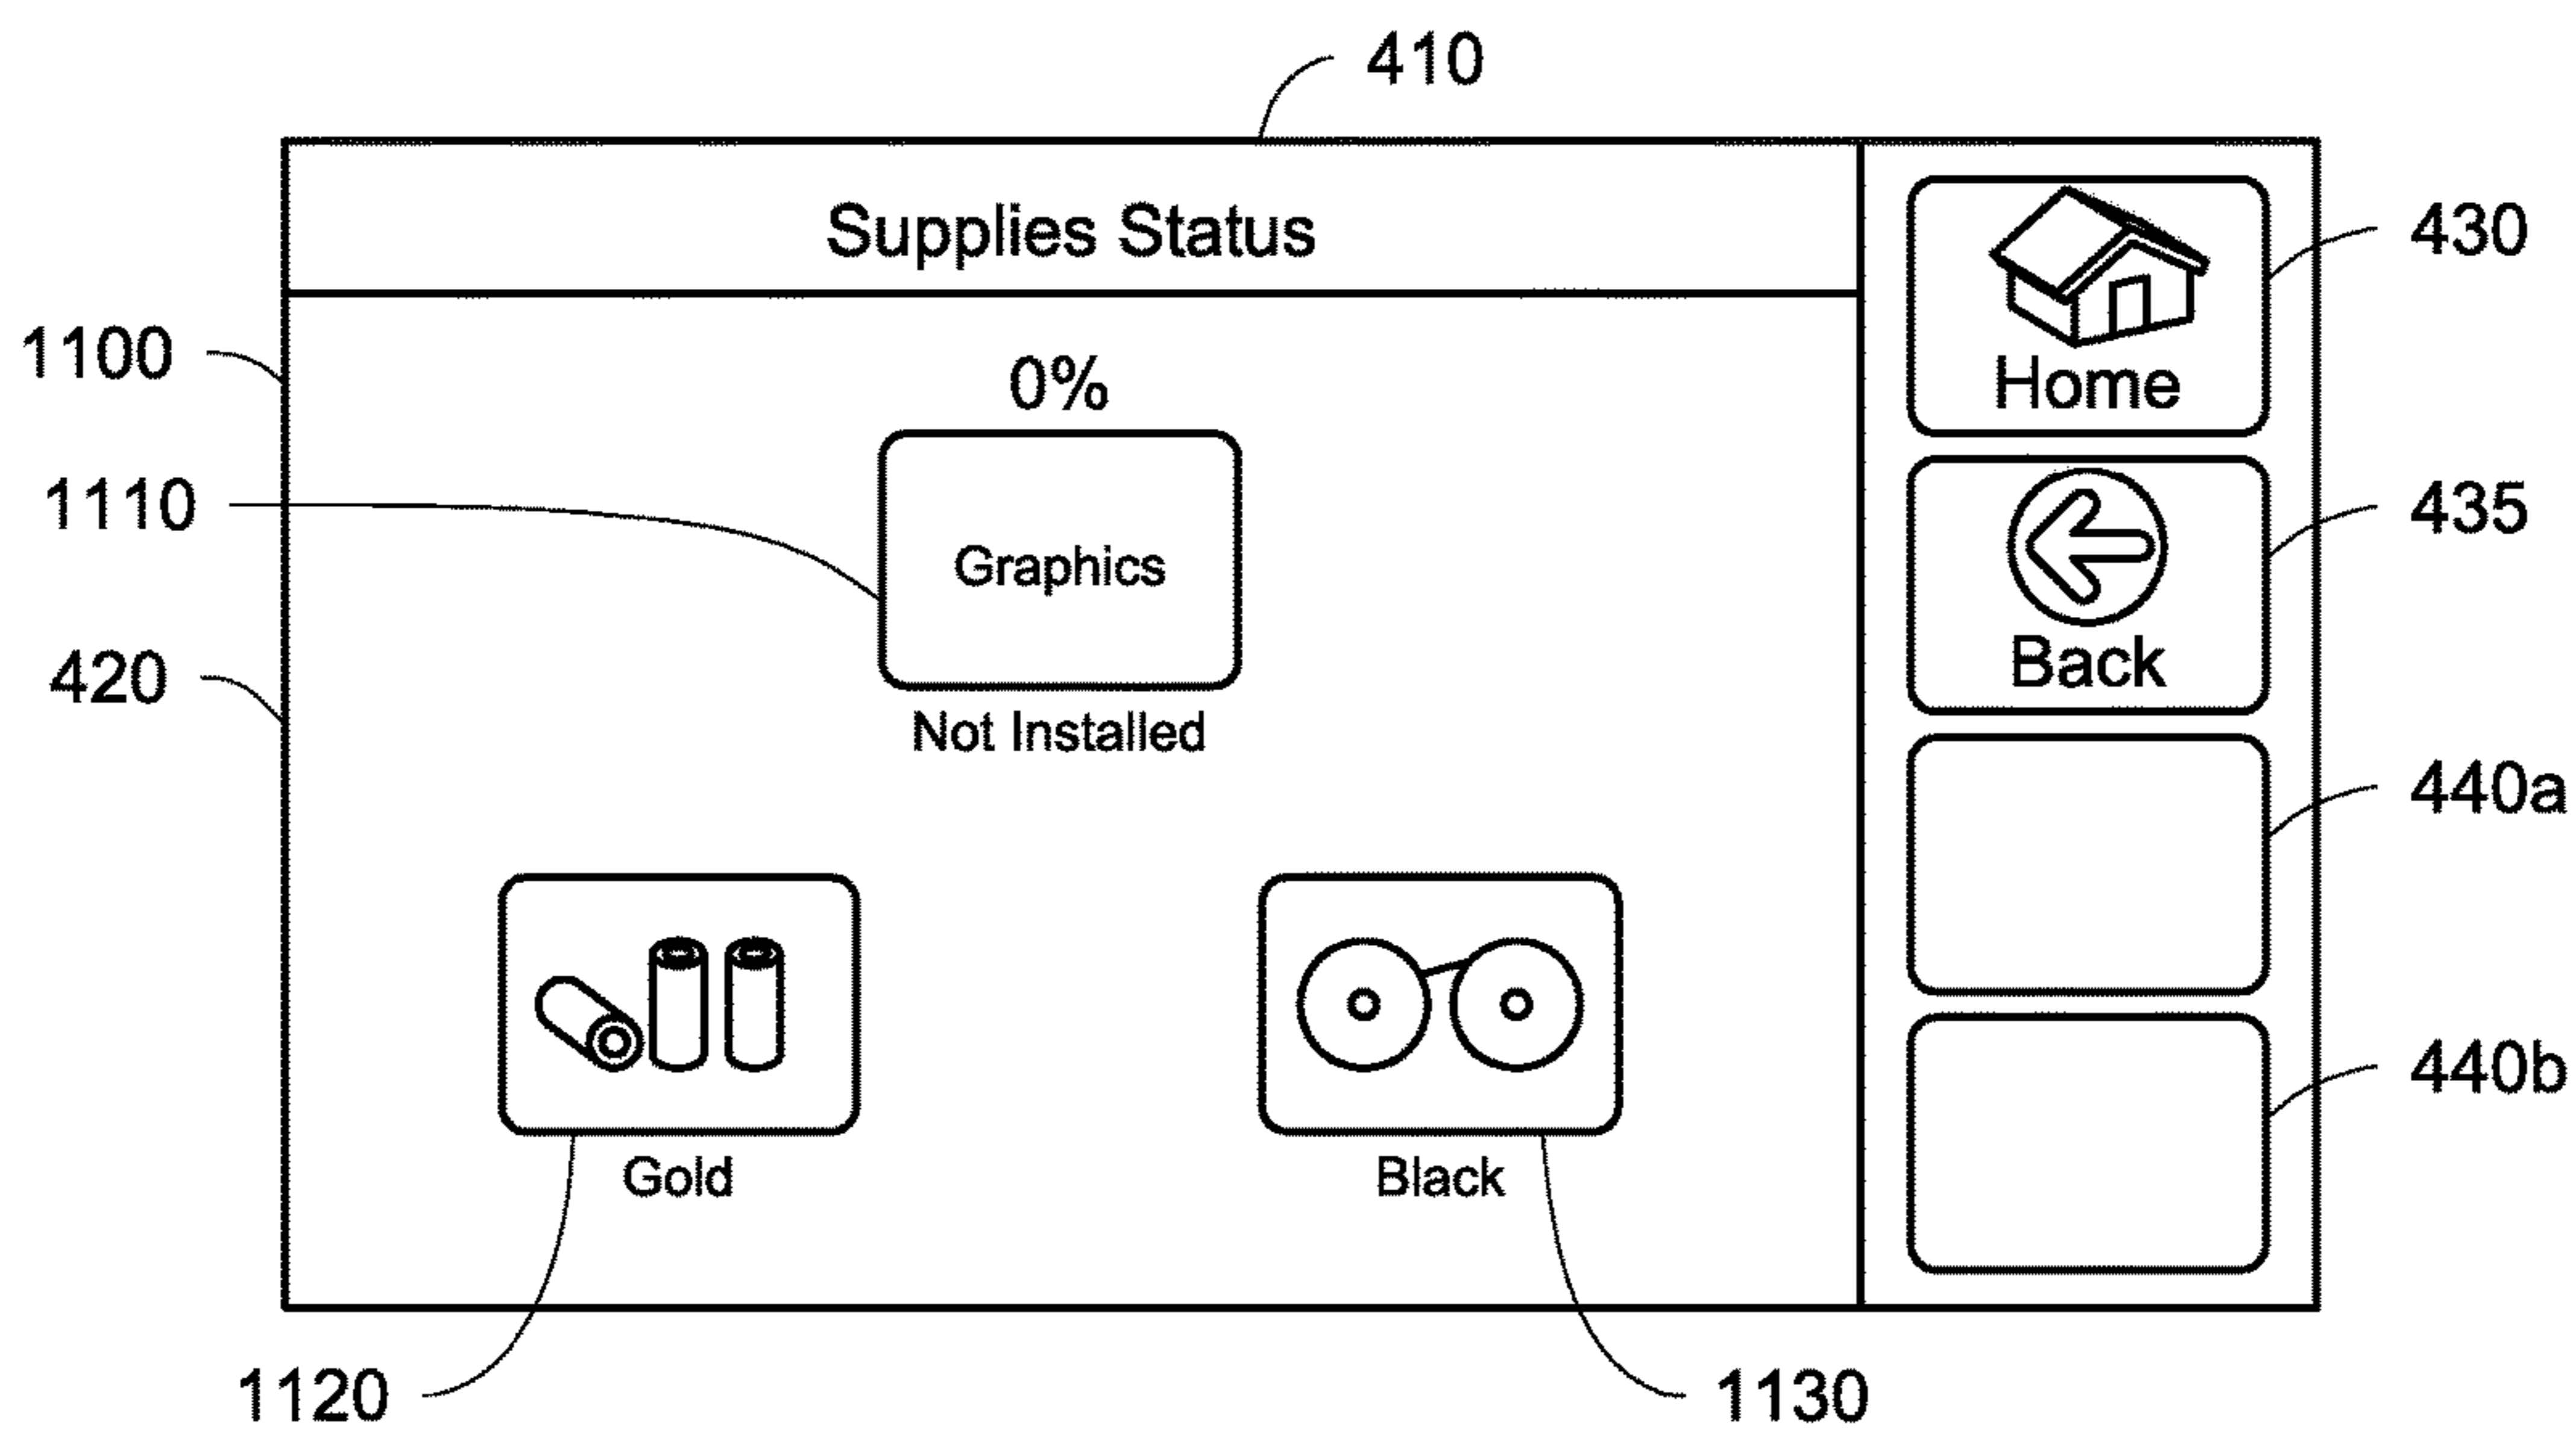 410
Supplies Status
430
1100
0%
Home
1110
435
Graphics
420
Back
Not Installed
440a
440b
Gold
Black
1120
1130